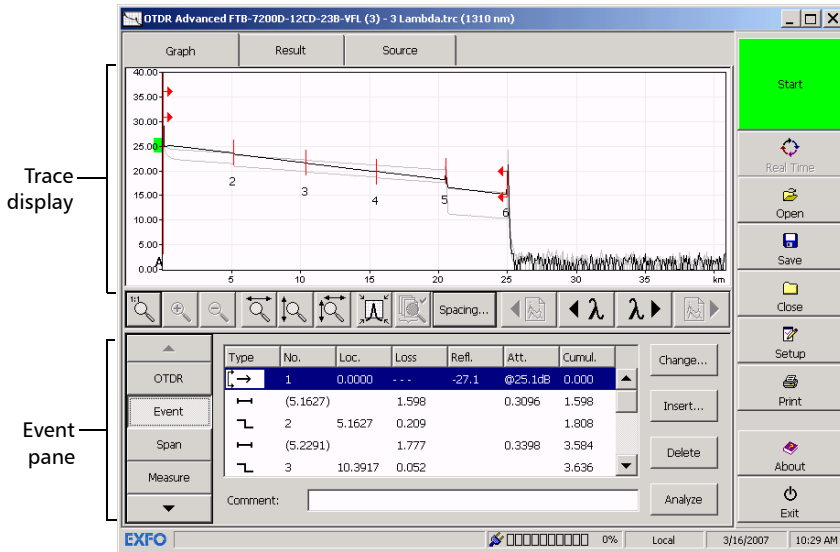 OTDR Advanced FTB-7200D-12CD-23B-VFL (3) - 3 Lambda.trc (1310 nm)
Graph Result Source
40.00
35.00
30.00
25.00
20.00
15.00
10.00
5.00
0.00
2 3 4 5 6
5 10 15 20 25 30 35 km
Trace
display
1:1
Spacing...
λ λ
Start
Real Time
Open
Save
Close
Setup
Print
About
Exit
Event
pane
OTDR
Event
Span
Measure
Type No. Loc. Loss Refl. Att. Cumul.
1 0.0000 --- -27.1 @25.1dB 0.000
(5.1627) 1.598 0.3096 1.598
2 5.1627 0.209 1.808
(5.2291) 1.777 0.3398 3.584
3 10.3917 0.052 3.636
Comment:
Change...
Insert...
Delete
Analyze
EXFO 0% Local 3/16/2007 10:29 AM